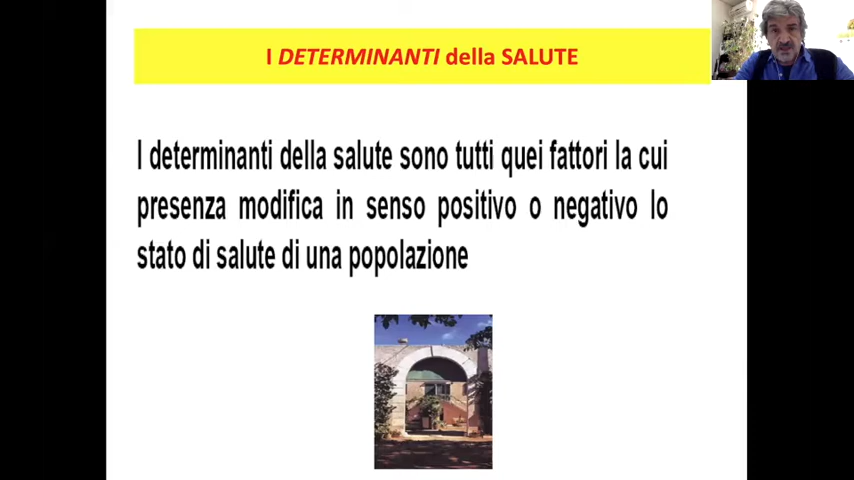 I DETERMINANTI della SALUTE
I determinanti della salute sono tutti quei fattori la cui
presenza modifica in senso positivo o negativo lo
stato di salute di una popolazione